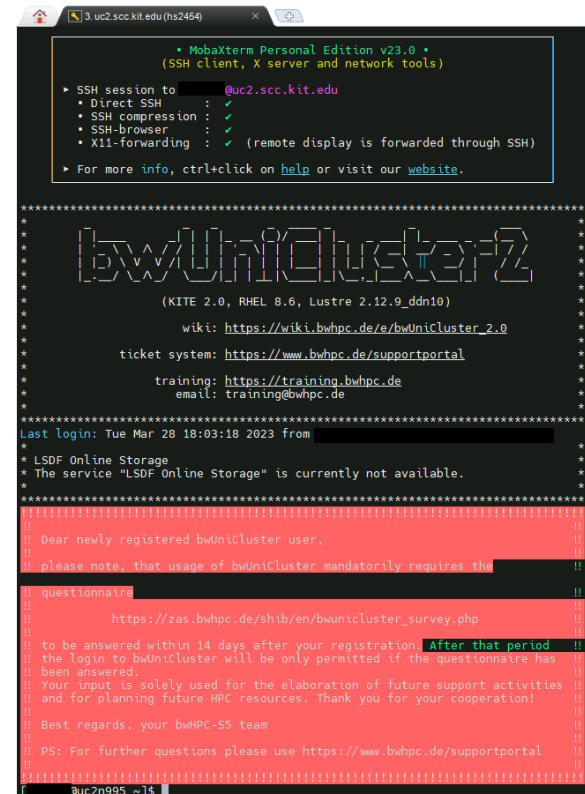 3. uc2.scc.kit.edu (hs2454)
• MobaXterm Personal Edition v23.0 •
(SSH client, X server and network tools)
► SSH session to @uc2.scc.kit.edu
• Direct SSH : ✔
• SSH compression : ✔
• SSH-browser : ✔
• X11-forwarding : ✔ (remote display is forwarded through SSH)
► For more info, ctrl+click on help or visit our website.
********************************************************************************
bwUniCluster2
* (KITE 2.0, RHEL 8.6, Lustre 2.12.9_ddn10) *
* wiki: https://wiki.bwhpc.de/e/bwUniCluster_2.0 *
* ticket system: https://www.bwhpc.de/supportportal *
* training: https://training.bwhpc.de *
* email: training@bwhpc.de *
********************************************************************************
Last login: Tue Mar 28 18:03:18 2023 from
* LSDF Online Storage *
* The service "LSDF Online Storage" is currently not available. *
********************************************************************************
!!!!!!!!!!!!!!!!!!!!!!!!!!!!!!!!!!!!!!!!!!!!!!!!!!!!!!!!!!!!!!!!!!!!!!!!!!!!!!!!
!! Dear newly registered bwUniCluster user, !!
!! please note, that usage of bwUniCluster mandatorily requires the !!
!! questionnaire !!
!! https://zas.bwhpc.de/shib/en/bwunicluster_survey.php !!
!! to be answered within 14 days after your registration. After that period !!
!! the login to bwUniCluster will be only permitted if the questionnaire has !!
!! been answered. !!
!! Your input is solely used for the elaboration of future support activities !!
!! and for planning future HPC resources. Thank you for your cooperation! !!
!! Best regards, your bwHPC-S5 team !!
!! PS: For further questions please use https://www.bwhpc.de/supportportal !!
!!!!!!!!!!!!!!!!!!!!!!!!!!!!!!!!!!!!!!!!!!!!!!!!!!!!!!!!!!!!!!!!!!!!!!!!!!!!!!!!
[ @uc2n995 ~]$